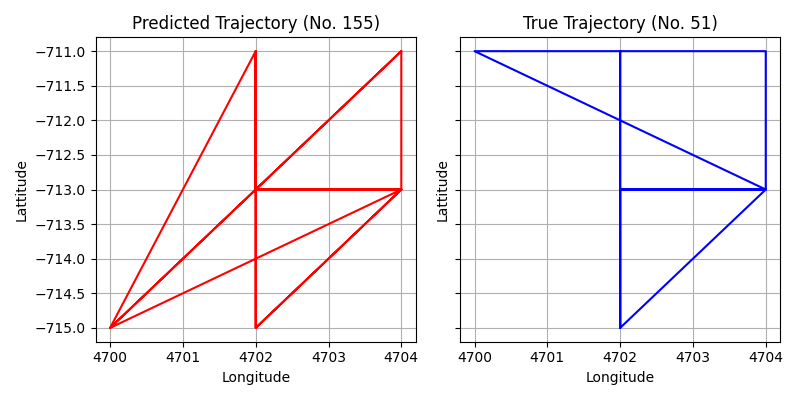 Predicted Trajectory (No. 155)
True Trajectory (No. 51)
−711.0
−711.5
−712.0
−712.5
−713.0
−713.5
−714.0
−714.5
−715.0
Lattitude
Lattitude
4700 4701 4702 4703 4704
4700 4701 4702 4703 4704
Longitude
Longitude